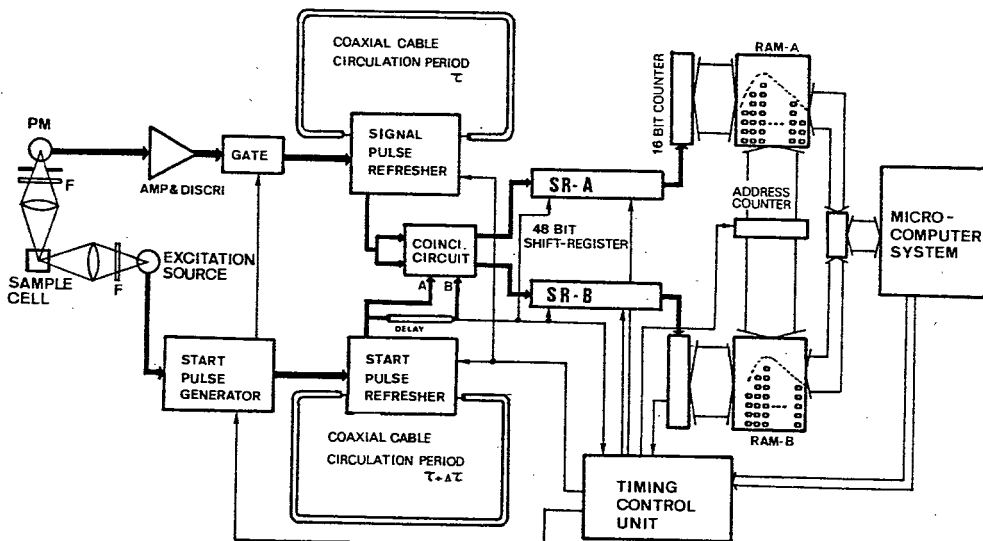 COAXIAL CABLE
CIRCULATION PERIOD
τ
PM
F
AMP & DISCRI
GATE
SIGNAL
PULSE
REFRESHER
SAMPLE
CELL
F
EXCITATION
SOURCE
COINCI.
CIRCUIT
A
B
DELAY
START
PULSE
GENERATOR
START
PULSE
REFRESHER
COAXIAL CABLE
CIRCULATION PERIOD
τ+Δτ
SR-A
48 BIT
SHIFT-REGISTER
SR-B
16 BIT COUNTER
RAM-A
ADDRESS
COUNTER
RAM-B
MICRO-
COMPUTER
SYSTEM
TIMING
CONTROL
UNIT